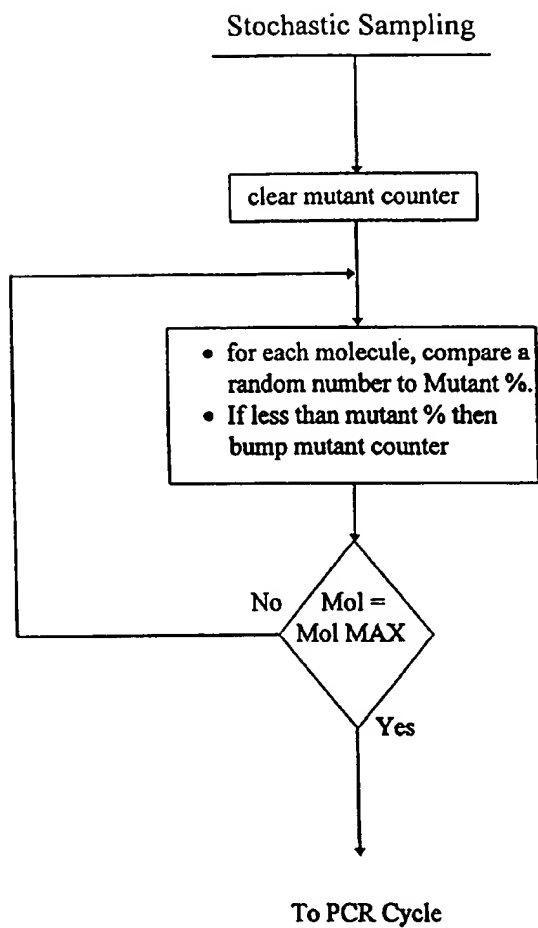 Stochastic Sampling
clear mutant counter
• for each molecule, compare a
random number to Mutant %.
• If less than mutant % then
bump mutant counter
No
Mol =
Mol MAX
Yes
To PCR Cycle